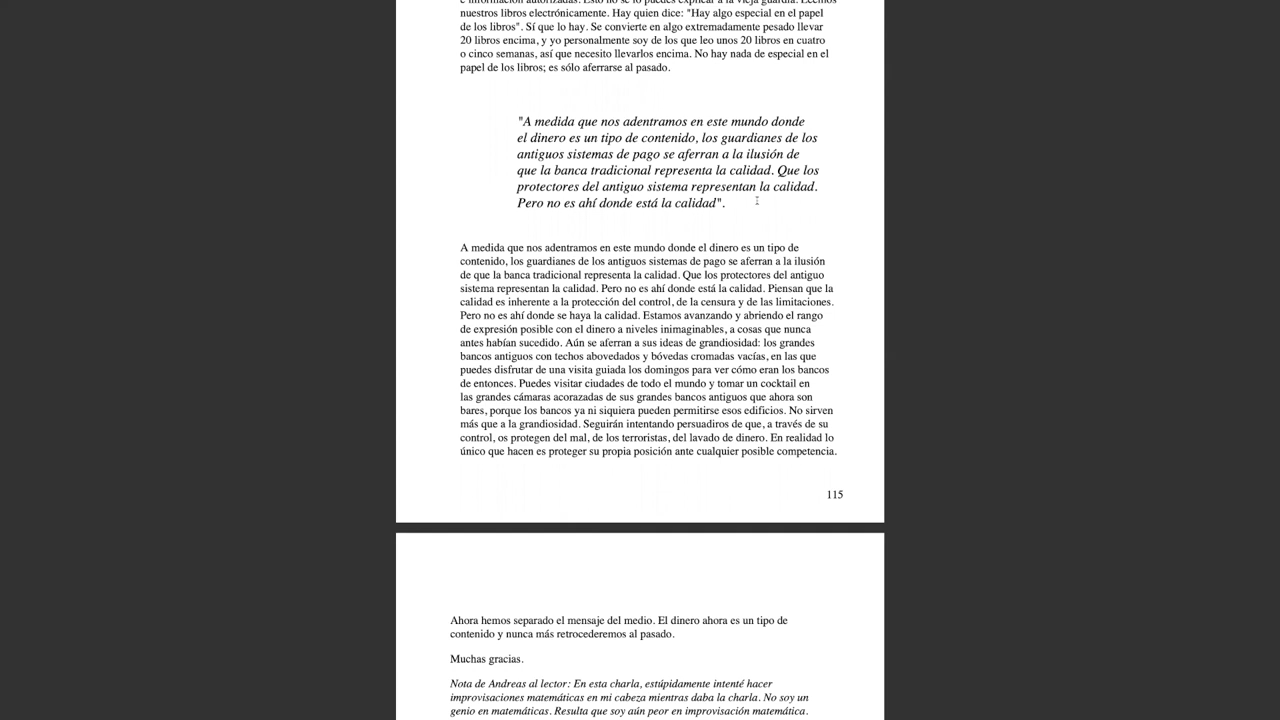 e información autorizadas. Esto no se lo puedes explicar a la vieja guardia. Leemos
nuestros libros electrónicamente. Hay quien dice: "Hay algo especial en el papel
de los libros". Sí que lo hay. Se convierte en algo extremadamente pesado llevar
20 libros encima, y yo personalmente soy de los que leo unos 20 libros en cuatro
o cinco semanas, así que necesito llevarlos encima. No hay nada de especial en el
papel de los libros; es sólo aferrarse al pasado.
"A medida que nos adentramos en este mundo donde
el dinero es un tipo de contenido, los guardianes de los
antiguos sistemas de pago se aferran a la ilusión de
que la banca tradicional representa la calidad. Que los
protectores del antiguo sistema representan la calidad.
Pero no es ahí donde está la calidad".
A medida que nos adentramos en este mundo donde el dinero es un tipo de
contenido, los guardianes de los antiguos sistemas de pago se aferran a la ilusión
de que la banca tradicional representa la calidad. Que los protectores del antiguo
sistema representan la calidad. Pero no es ahí donde está la calidad. Piensan que la
calidad es inherente a la protección del control, de la censura y de las limitaciones.
Pero no es ahí donde se haya la calidad. Estamos avanzando y abriendo el rango
de expresión posible con el dinero a niveles inimaginables, a cosas que nunca
antes habían sucedido. Aún se aferran a sus ideas de grandiosidad: los grandes
bancos antiguos con techos abovedados y bóvedas cromadas vacías, en las que
puedes disfrutar de una visita guiada los domingos para ver cómo eran los bancos
de entonces. Puedes visitar ciudades de todo el mundo y tomar un cocktail en
las grandes cámaras acorazadas de sus grandes bancos antiguos que ahora son
bares, porque los bancos ya ni siquiera pueden permitirse esos edificios. No sirven
más que a la grandiosidad. Seguirán intentando persuadiros de que, a través de su
control, os protegen del mal, de los terroristas, del lavado de dinero. En realidad lo
único que hacen es proteger su propia posición ante cualquier posible competencia.
115
Ahora hemos separado el mensaje del medio. El dinero ahora es un tipo de
contenido y nunca más retrocederemos al pasado.
Muchas gracias.
Nota de Andreas al lector: En esta charla, estúpidamente intenté hacer
improvisaciones matemáticas en mi cabeza mientras daba la charla. No soy un
genio en matemáticas. Resulta que soy aún peor en improvisación matemática.